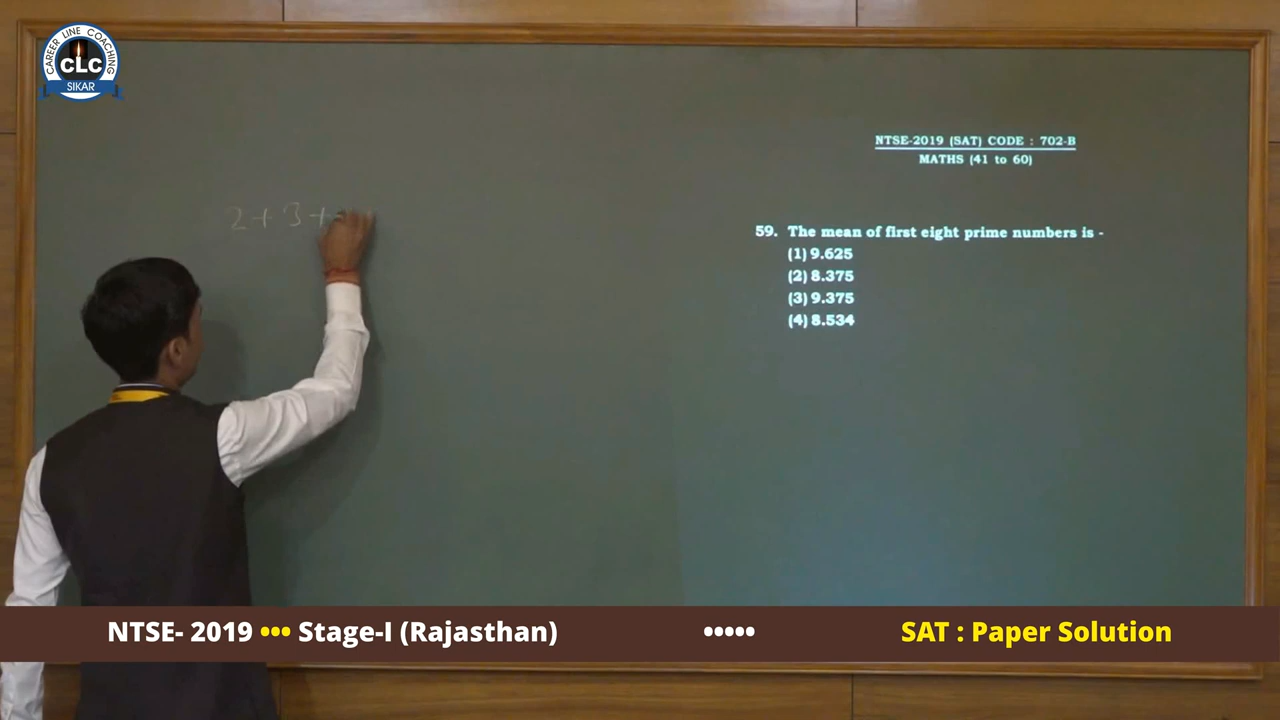 CAREER LINE COACHING
CLC
SIKAR
NTSE-2019 (SAT) CODE : 702-B
MATHS (41 to 60)
2 + 3 +
59. The mean of first eight prime numbers is -
(1) 9.625
(2) 8.375
(3) 9.375
(4) 8.534
NTSE- 2019 ••• Stage-I (Rajasthan) ••••• SAT : Paper Solution